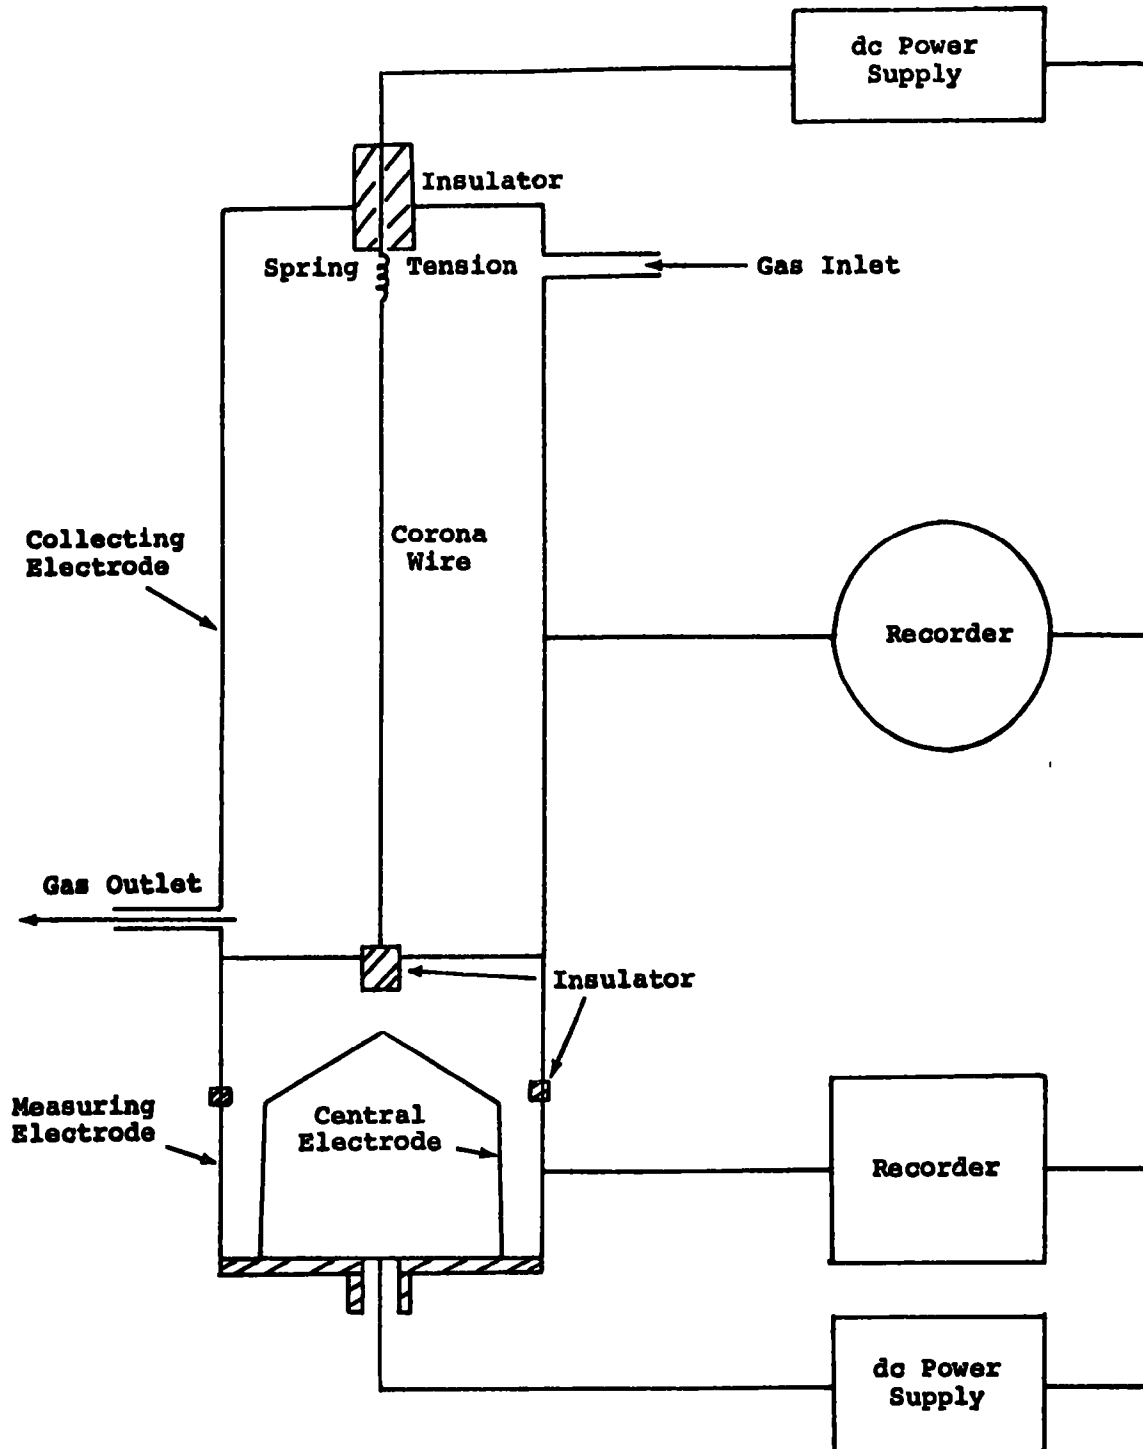 dc Power
Supply
Insulator
Spring Tension
Gas Inlet
Collecting
Electrode
Corona
Wire
Recorder
Gas Outlet
Insulator
Measuring
Electrode
Central
Electrode
Recorder
dc Power
Supply